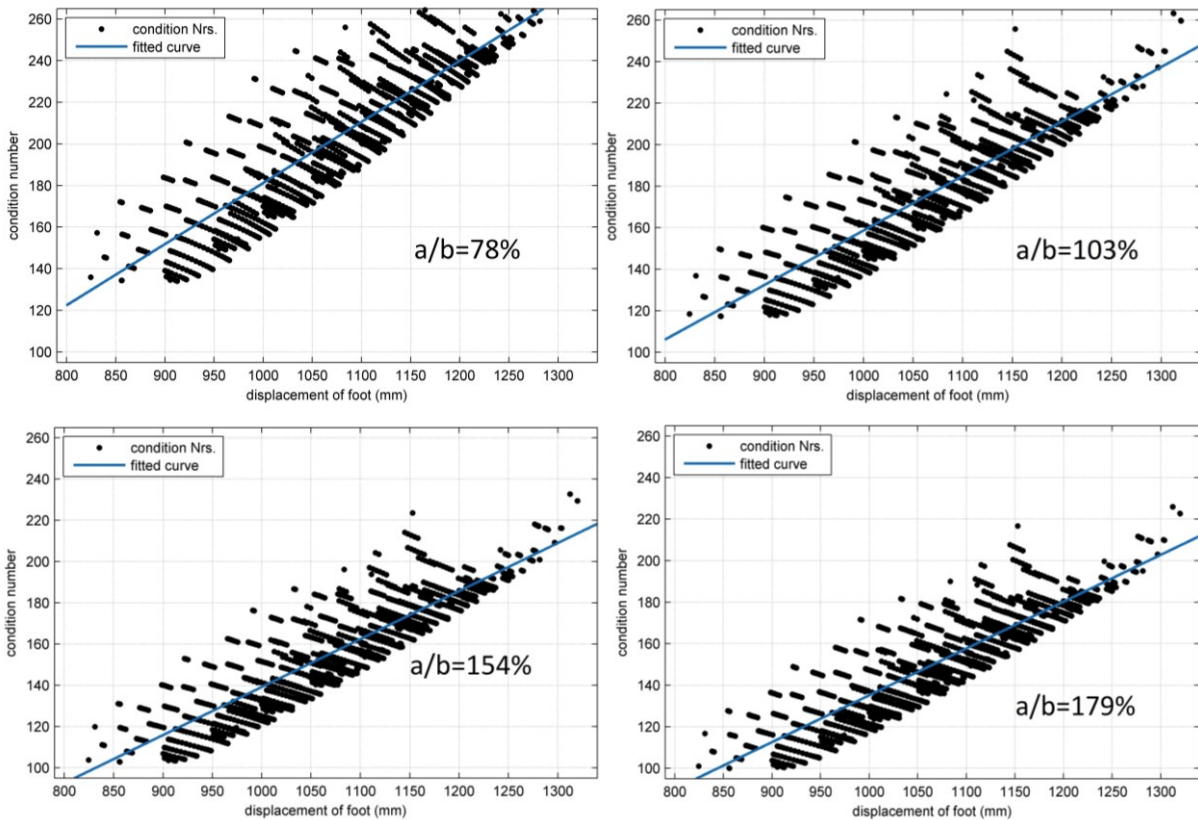 condition Nrs.
fitted curve
260
240
220
200
180
160
140
120
100
condition number
a/b=78%
800 850 900 950 1000 1050 1100 1150 1200 1250 1300
displacement of foot (mm)
condition Nrs.
fitted curve
260
240
220
200
180
160
140
120
100
condition number
a/b=103%
800 850 900 950 1000 1050 1100 1150 1200 1250 1300
displacement of foot (mm)
condition Nrs.
fitted curve
260
240
220
200
180
160
140
120
100
condition number
a/b=154%
800 850 900 950 1000 1050 1100 1150 1200 1250 1300
displacement of foot (mm)
condition Nrs.
fitted curve
260
240
220
200
180
160
140
120
100
condition number
a/b=179%
800 850 900 950 1000 1050 1100 1150 1200 1250 1300
displacement of foot (mm)